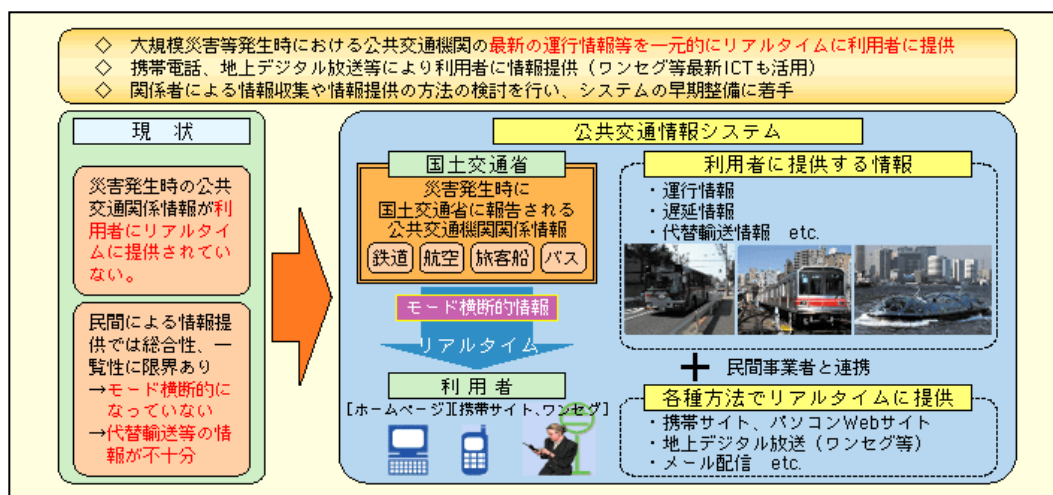 ◇ 大規模災害等発生時における公共交通機関の最新の運行情報等を一元的にリアルタイムに利用者に提供
◇ 携帯電話、地上デジタル放送等により利用者に情報提供（ワンセグ等最新ICTも活用）
◇ 関係者による情報収集や情報提供の方法の検討を行い、システムの早期整備に着手
現 状
災害発生時の公共
交通関係情報が利
用者にリアルタイ
ムに提供されてい
ない。
民間による情報提
供では総合性、一
覧性に限界あり
→モード横断的に
なっていない
→代替輸送等の情
報が不十分
公共交通情報システム
国土交通省
災害発生時に
国土交通省に報告される
公共交通機関関係情報
鉄道 航空 旅客船 バス
モード横断的情報
リアルタイム
利用者
[ホームページ][携帯サイト、ワンセグ]
利用者に提供する情報
・運行情報
・遅延情報
・代替輸送情報 etc.
＋ 民間事業者と連携
各種方法でリアルタイムに提供
・携帯サイト、パソコンWebサイト
・地上デジタル放送（ワンセグ等）
・メール配信 etc.